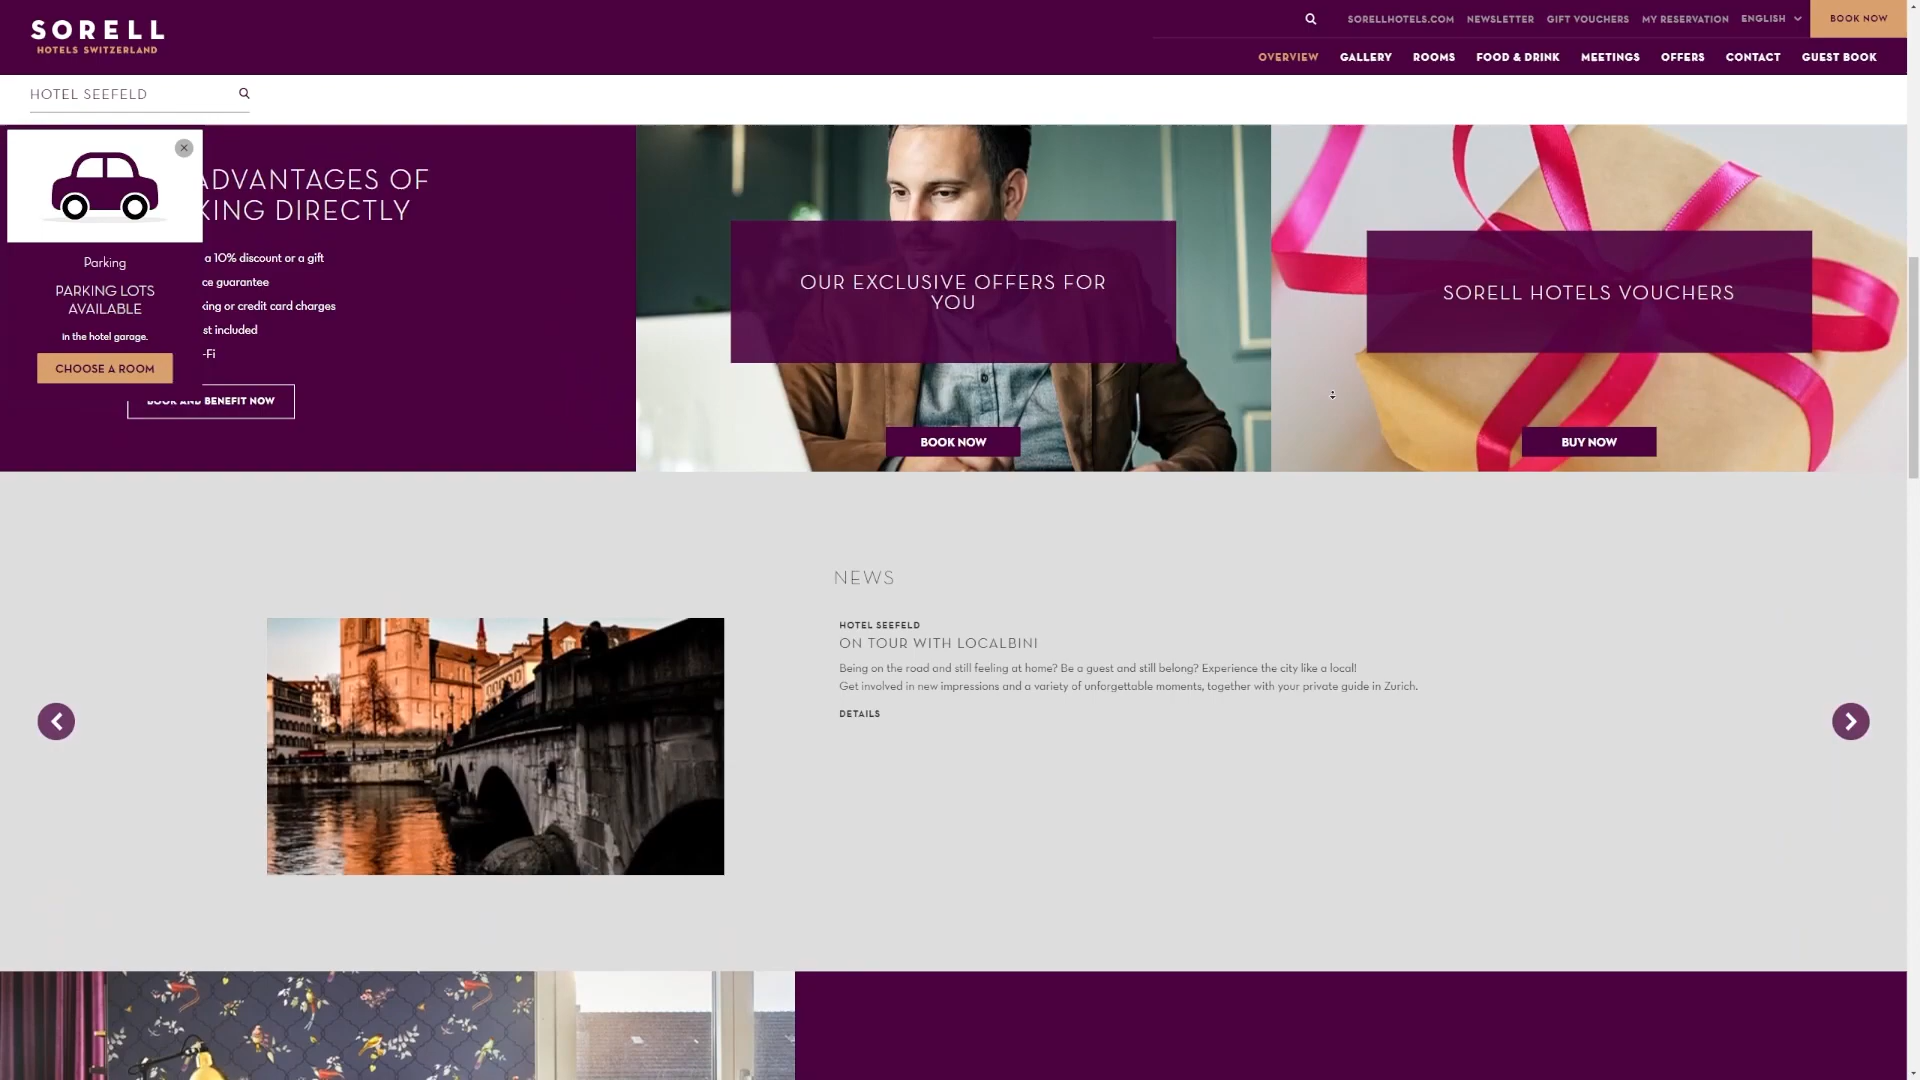 SORELL
HOTELS SWITZERLAND
SORELLHOTELS.COM NEWSLETTER GIFT VOUCHERS MY RESERVATION ENGLISH BOOK NOW
OVERVIEW GALLERY ROOMS FOOD & DRINK MEETINGS OFFERS CONTACT GUEST BOOK
HOTEL SEEFELD
Parking
PARKING LOTS
AVAILABLE
In the hotel garage.
CHOOSE A ROOM
ADVANTAGES OF
KING DIRECTLY
a 10% discount or a gift
ce guarantee
king or credit card charges
st included
-Fi
BOOK AND BENEFIT NOW
OUR EXCLUSIVE OFFERS FOR
YOU
BOOK NOW
SORELL HOTELS VOUCHERS
BUY NOW
NEWS
HOTEL SEEFELD
ON TOUR WITH LOCALBINI
Being on the road and still feeling at home? Be a guest and still belong? Experience the city like a local!
Get involved in new impressions and a variety of unforgettable moments, together with your private guide in Zurich.
DETAILS